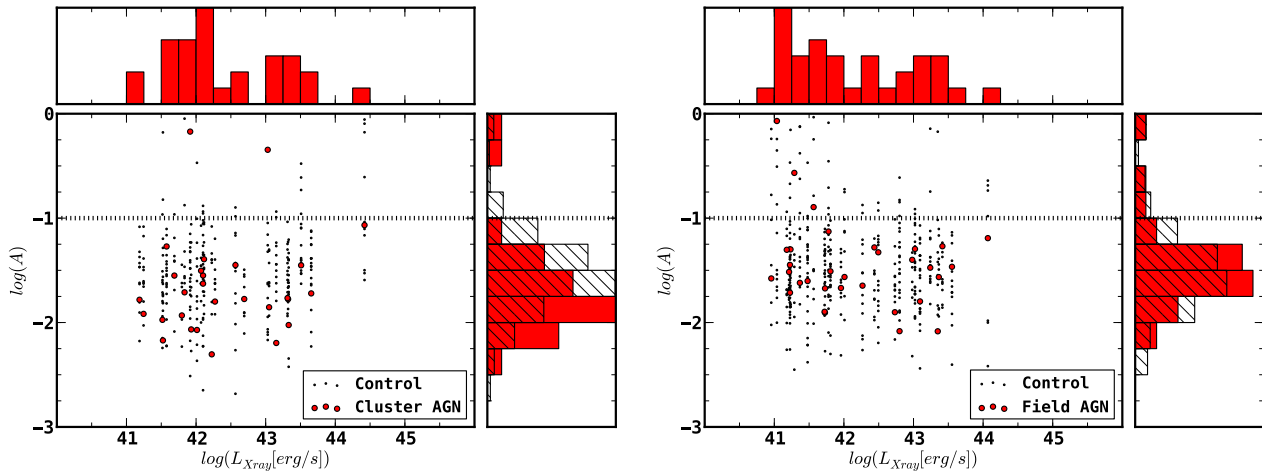 0
−1
−2
−3
log(A)
41 42 43 44 45
log(L_Xray[erg/s])
Control
Cluster AGN
0
−1
−2
−3
log(A)
41 42 43 44 45
log(L_Xray[erg/s])
Control
Field AGN